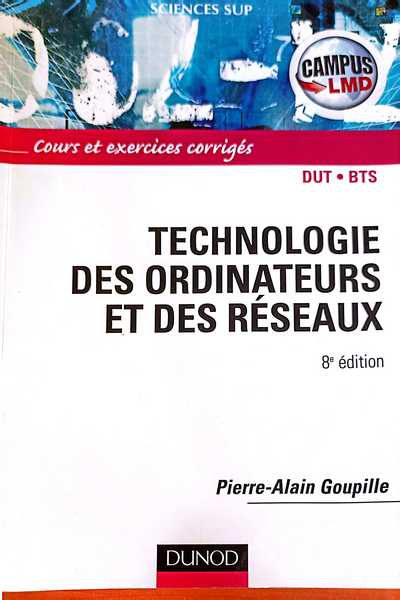 SCIENCES SUP
CAMPUS
LMD
Cours et exercices corrigés
DUT • BTS
TECHNOLOGIE
DES ORDINATEURS
ET DES RÉSEAUX
8e édition
Pierre-Alain Goupille
DUNOD